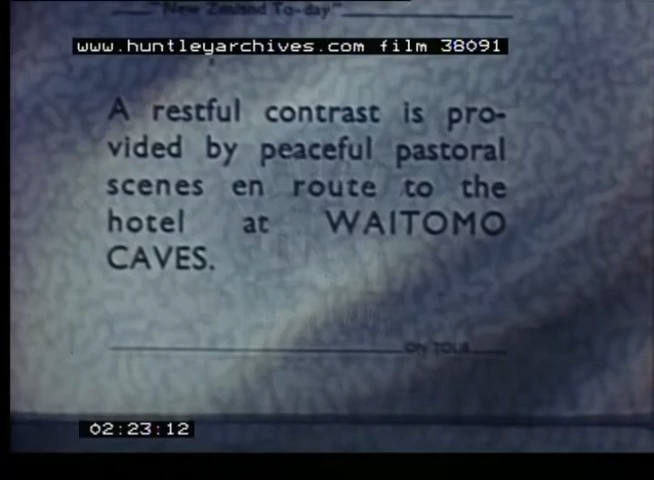 "New Zealand To-day"
www.huntleyarchives.com film 38091
A restful contrast is pro-
vided by peaceful pastoral
scenes en route to the
hotel at WAITOMO
CAVES.
On TOUR
02:23:12